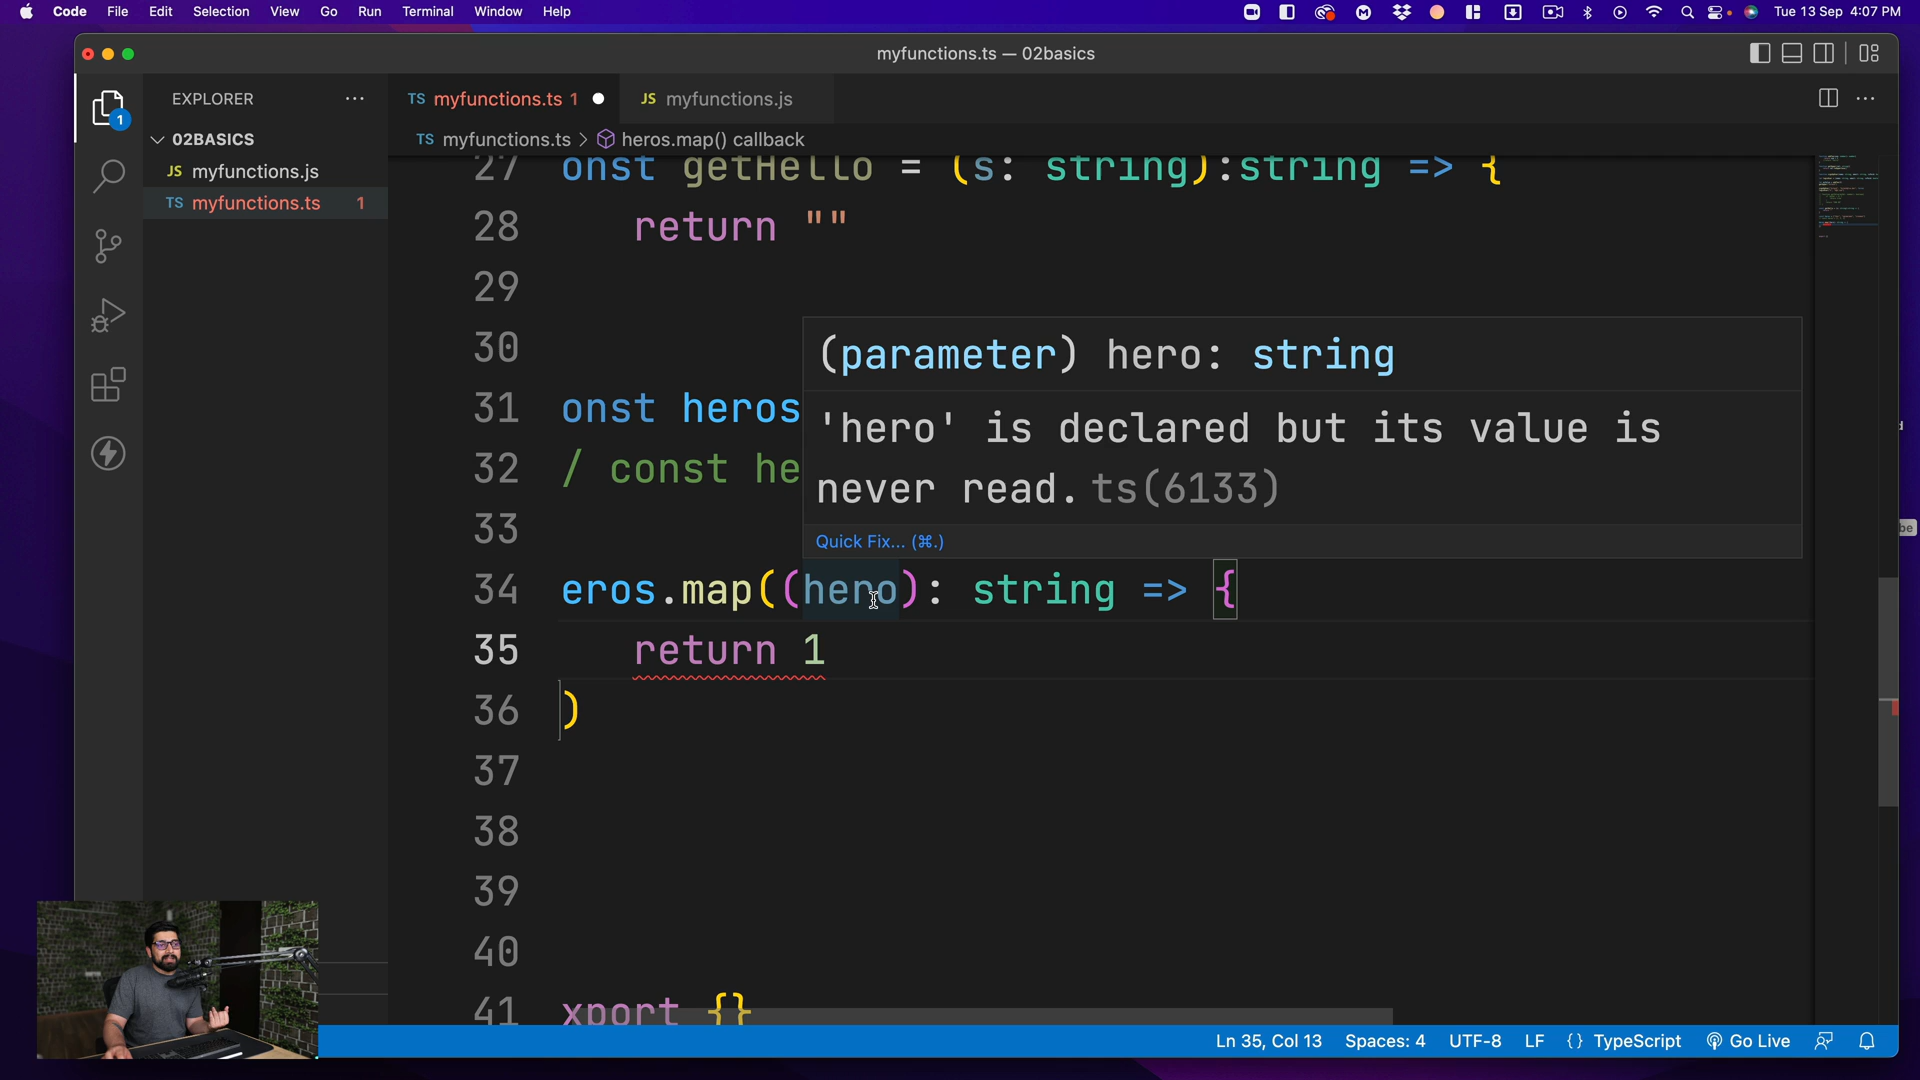 Code File Edit Selection View Go Run Terminal Window Help Tue 13 Sep 4:07 PM
myfunctions.ts — 02basics
EXPLORER ···
TS myfunctions.ts 1 JS myfunctions.js
1
02BASICS
TS myfunctions.ts > heros.map() callback
JS myfunctions.js
TS myfunctions.ts 1
27 onst getHello = (s: string):string => {
28 return ""
29
30
(parameter) hero: string
31 onst heros
'hero' is declared but its value is
32 / const he
never read. ts(6133)
33
Quick Fix... (⌘.)
34 eros.map((hero): string => {
35 return 1
36 )
37
38
39
40
41 xport {}
Ln 35, Col 13 Spaces: 4 UTF-8 LF {} TypeScript Go Live